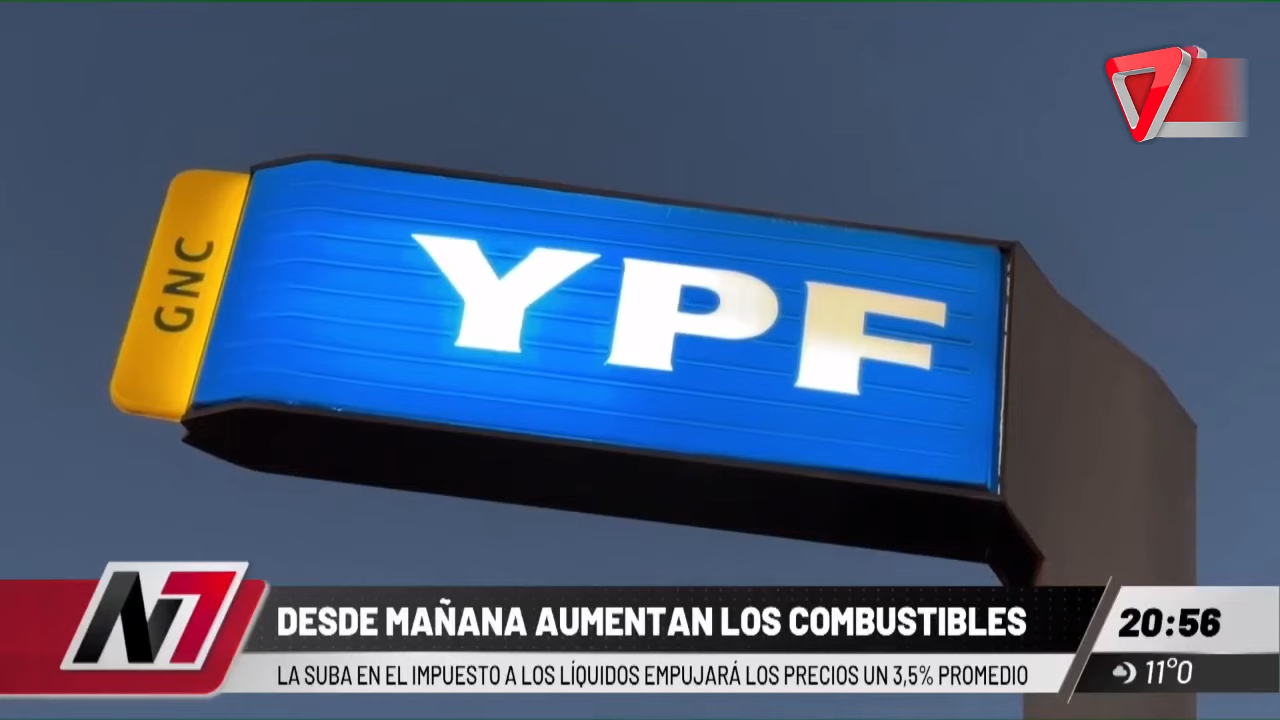 GNC
YPF
N7
DESDE MAÑANA AUMENTAN LOS COMBUSTIBLES
20:56
LA SUBA EN EL IMPUESTO A LOS LÍQUIDOS EMPUJARÁ LOS PRECIOS UN 3,5% PROMEDIO
11°0